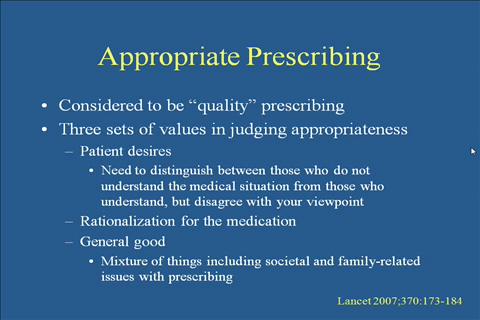 Appropriate Prescribing
• Considered to be “quality” prescribing
• Three sets of values in judging appropriateness
– Patient desires
• Need to distinguish between those who do not
understand the medical situation from those who
understand, but disagree with your viewpoint
– Rationalization for the medication
– General good
• Mixture of things including societal and family-related
issues with prescribing
Lancet 2007;370:173-184